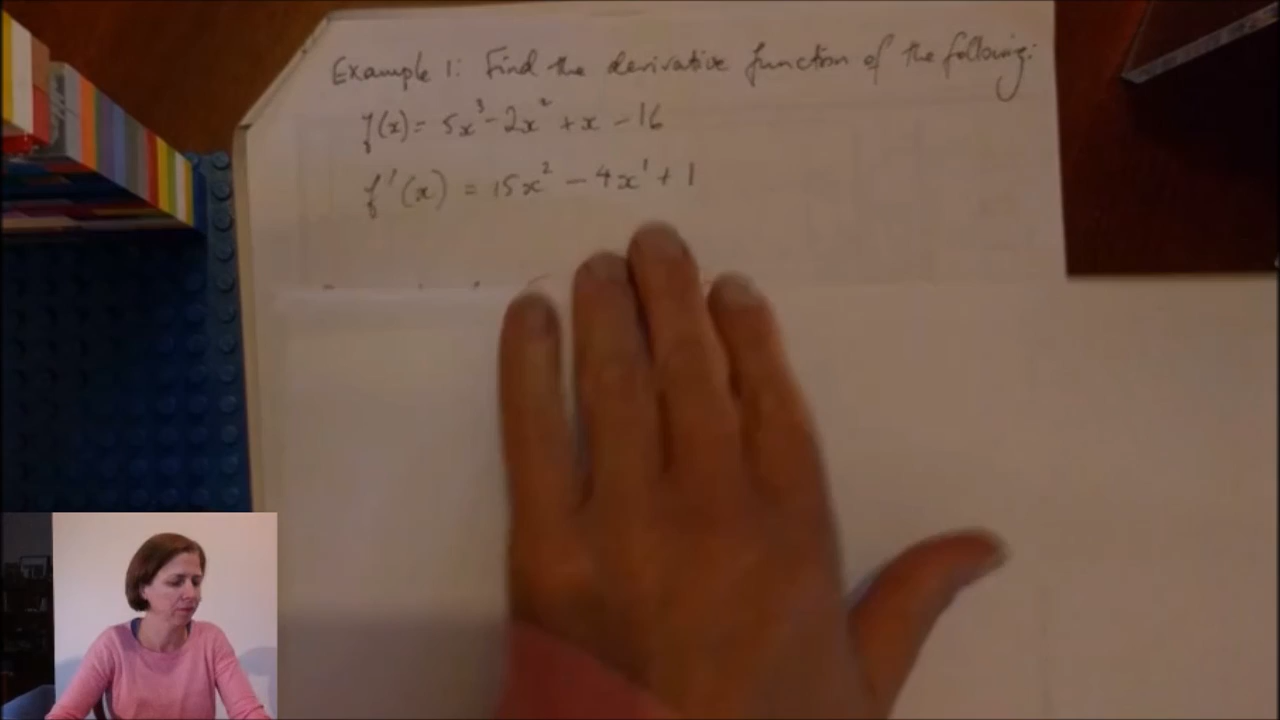 Example 1: Find the derivative function of the following:
f(x) = 5x³ - 2x² + x - 16
f'(x) = 15x² - 4x¹ + 1